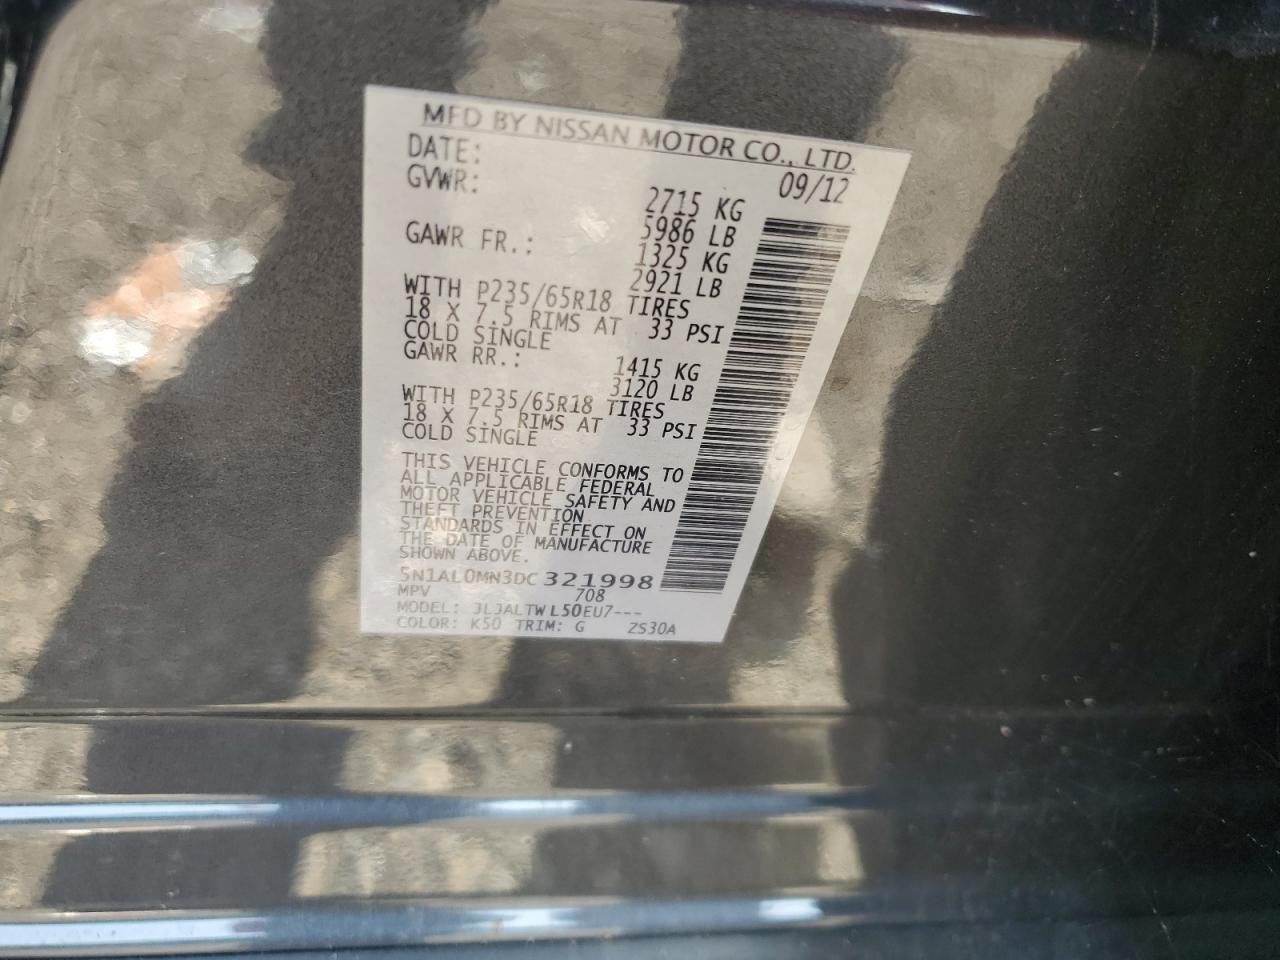 MFD BY NISSAN MOTOR CO., LTD.
DATE: 09/12
GVWR: 2715 KG
5986 LB
GAWR FR.: 1325 KG
2921 LB
WITH P235/65R18 TIRES
18 X 7.5 RIMS AT 33 PSI
COLD SINGLE
GAWR RR.: 1415 KG
3120 LB
WITH P235/65R18 TIRES
18 X 7.5 RIMS AT 33 PSI
COLD SINGLE
THIS VEHICLE CONFORMS TO
ALL APPLICABLE FEDERAL
MOTOR VEHICLE SAFETY AND
THEFT PREVENTION
STANDARDS IN EFFECT ON
THE DATE OF MANUFACTURE
SHOWN ABOVE.
5N1AL0MN3DC321998
MPV 708
MODEL: JLJALTWL50EU7---
COLOR: K50 TRIM: G ZS30A